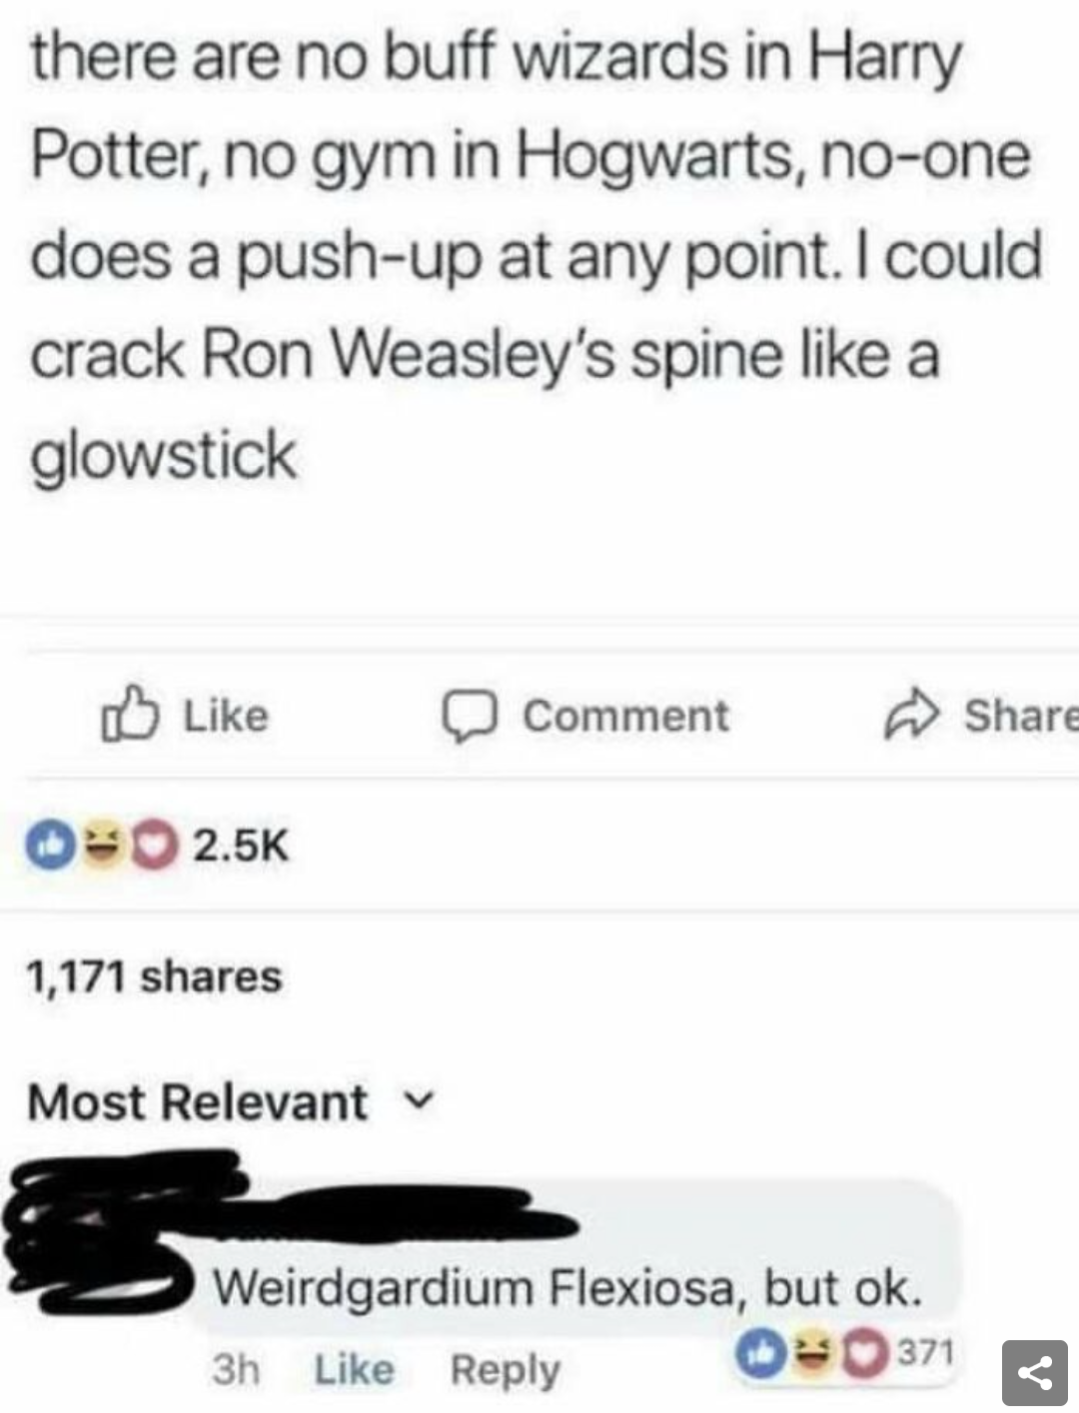 there are no buff wizards in Harry
Potter, no gym in Hogwarts, no-one
does a push-up at any point. I could
crack Ron Weasley's spine like a
glowstick
Like Comment Share
2.5K
1,171 shares
Most Relevant
Weirdgardium Flexiosa, but ok.
3h Like Reply 371